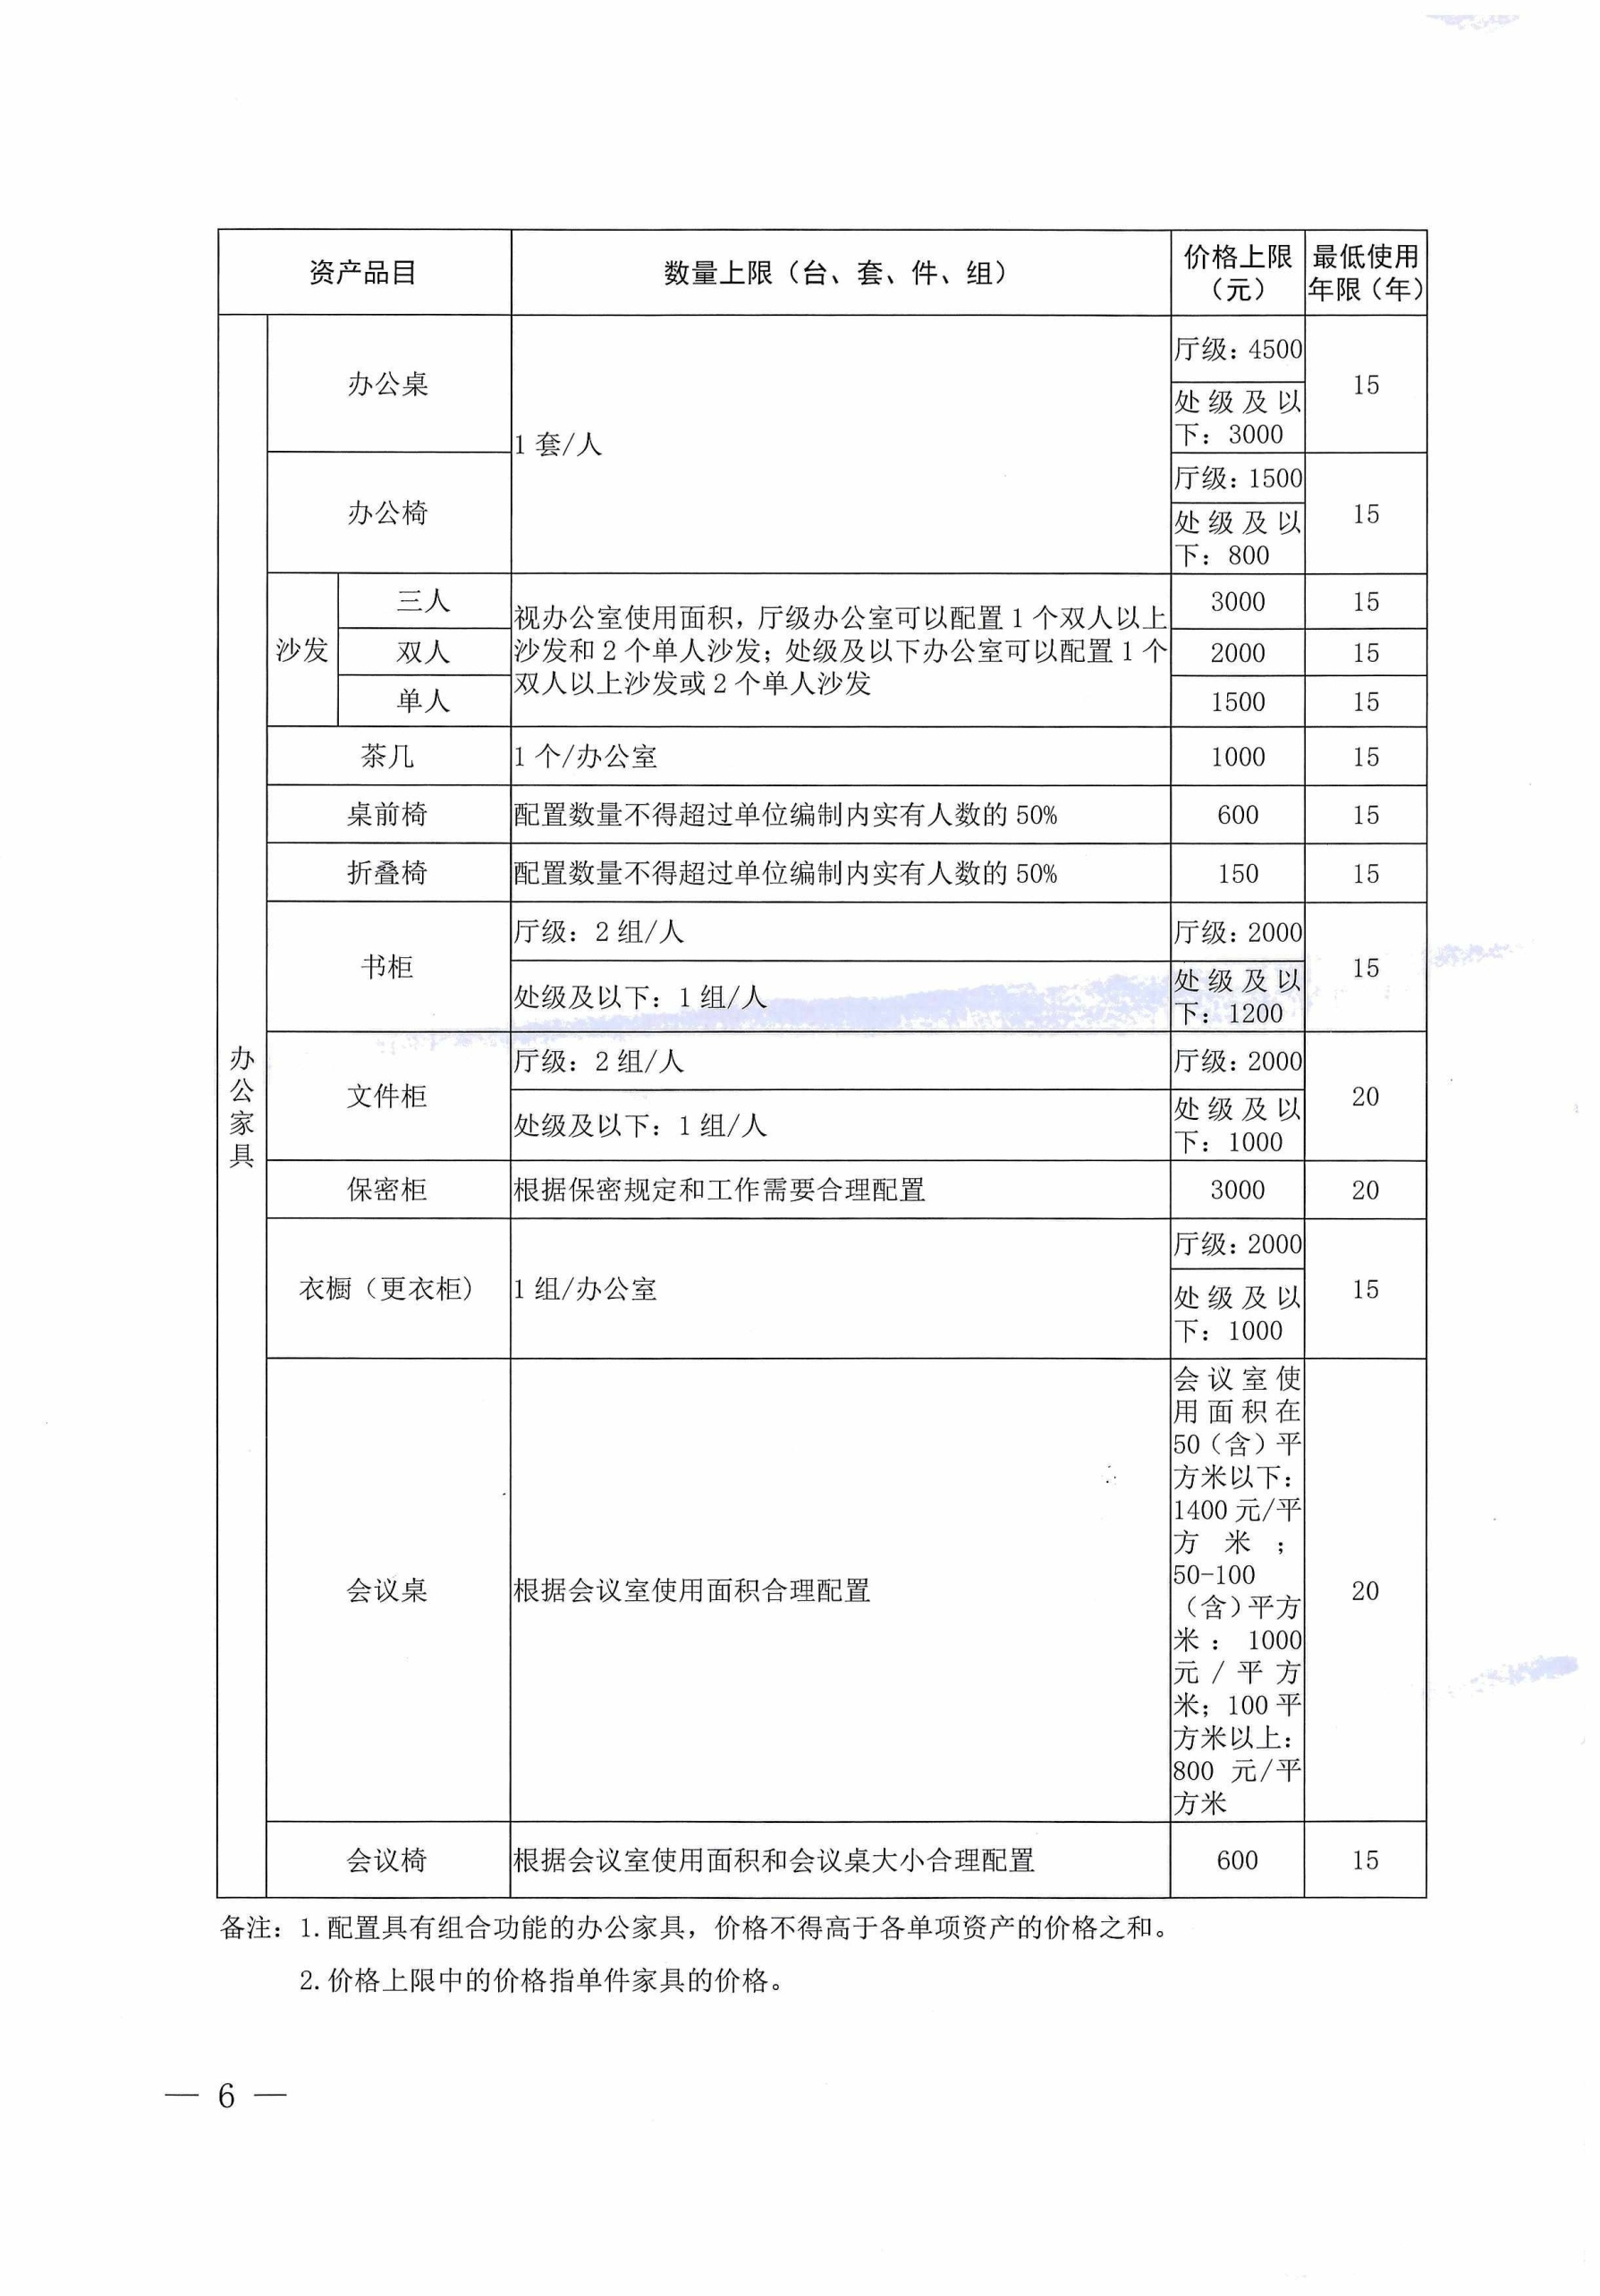 资产品目
数量上限（台、套、件、组）
价格上限
（元）
最低使用
年限（年）
办公家具
办公桌
1 套/人
厅级：4500
处级及以
下：3000
15
办公椅
厅级：1500
处级及以
下：800
15
沙发
三人
视办公室使用面积，厅级办公室可以配置 1 个双人以上
沙发和 2 个单人沙发；处级及以下办公室可以配置 1 个
双人以上沙发或 2 个单人沙发
3000
15
双人
2000
15
单人
1500
15
茶几
1 个/办公室
1000
15
桌前椅
配置数量不得超过单位编制内实有人数的 50%
600
15
折叠椅
配置数量不得超过单位编制内实有人数的 50%
150
15
书柜
厅级：2 组/人
厅级：2000
处级及以下：1 组/人
处级及以
下：1200
15
文件柜
厅级：2 组/人
厅级：2000
处级及以下：1 组/人
处级及以
下：1000
20
保密柜
根据保密规定和工作需要合理配置
3000
20
衣橱（更衣柜）
1 组/办公室
厅级：2000
处级及以
下：1000
15
会议桌
根据会议室使用面积合理配置
会议室使
用面积在
50（含）平
方米以下：
1400 元/平
方米；
50-100
（含）平方
米：1000
元/平方
米；100 平
方米以上：
800 元/平
方米
20
会议椅
根据会议室使用面积和会议桌大小合理配置
600
15
备注：1.配置具有组合功能的办公家具，价格不得高于各单项资产的价格之和。
2.价格上限中的价格指单件家具的价格。
— 6 —